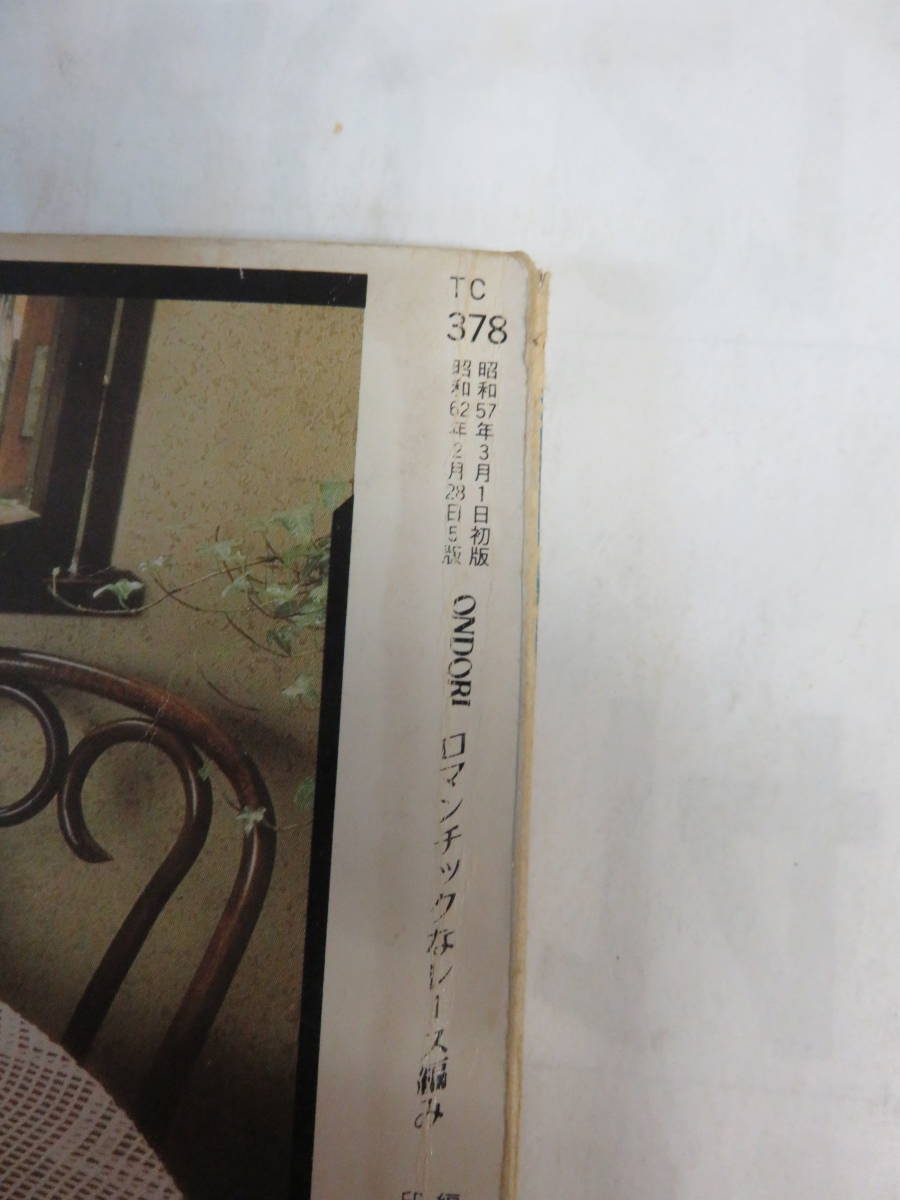 TC
378
昭和57年3月1日初版
昭和62年2月28日5版
ONDORI ロマンチックなレース編み
編